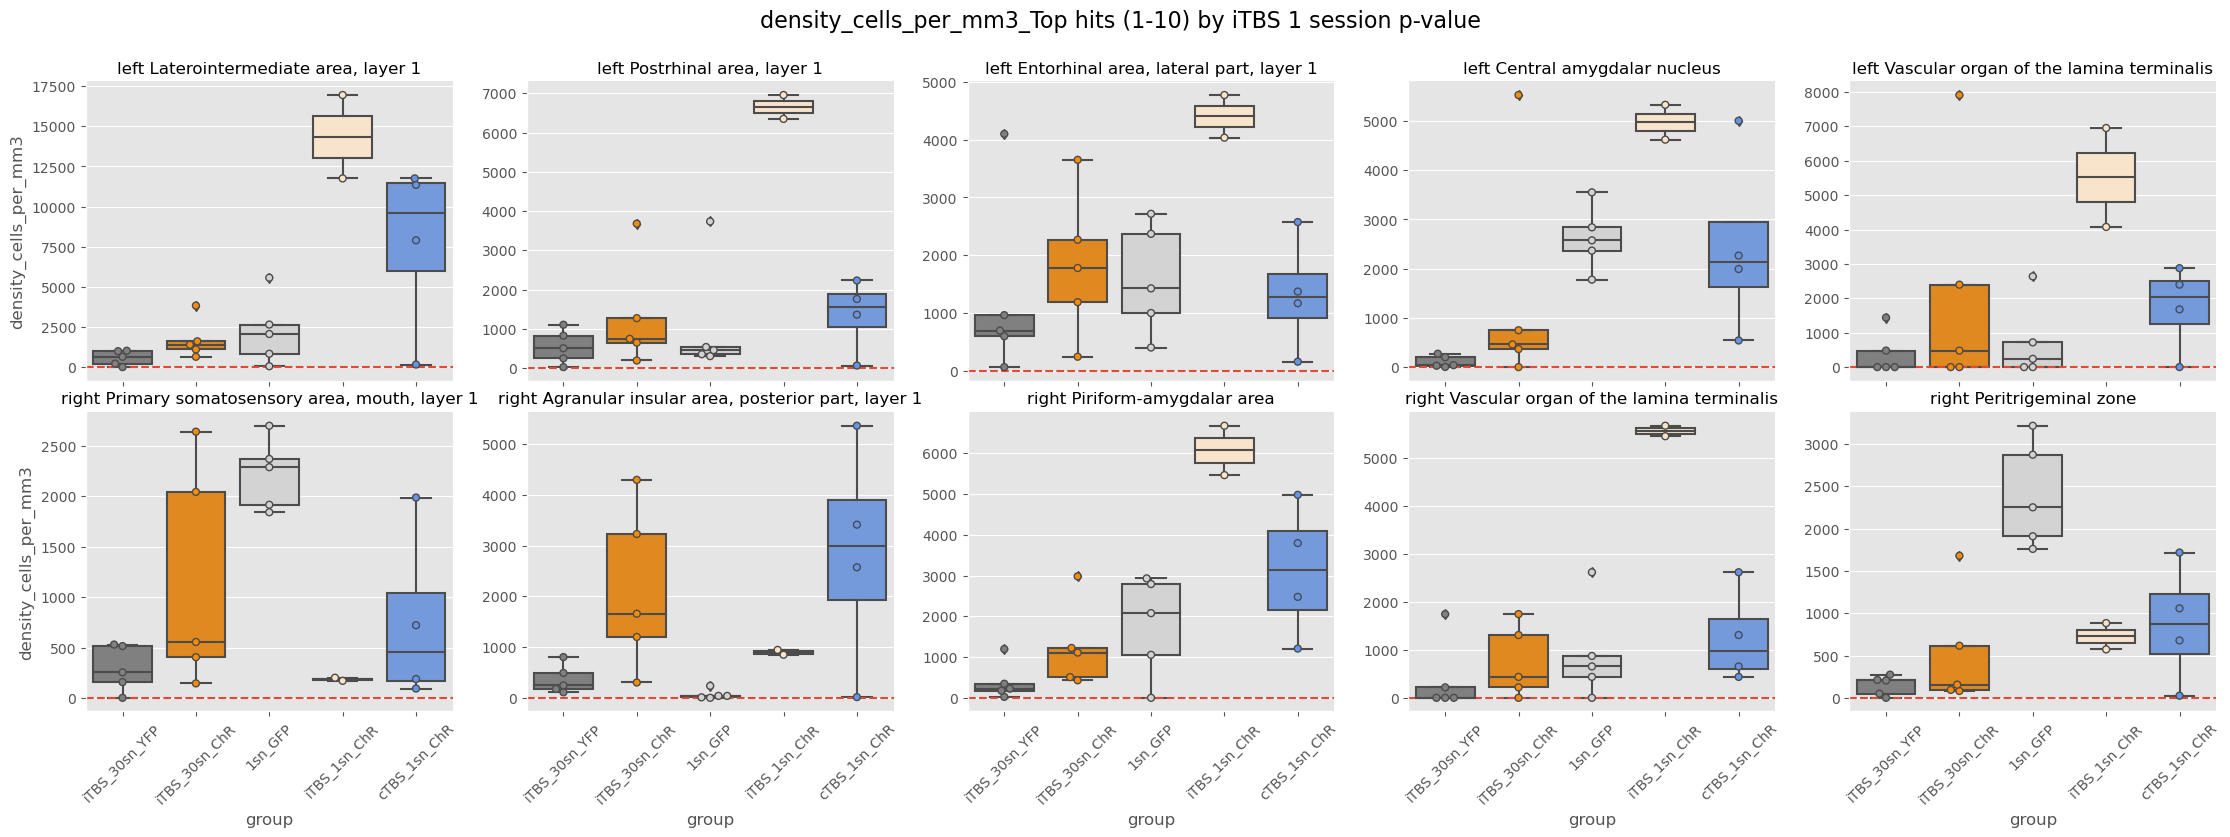 density_cells_per_mm3_Top hits (1-10) by iTBS 1 session p-value
left Laterointermediate area, layer 1
left Postrhinal area, layer 1
left Entorhinal area, lateral part, layer 1
left Central amygdalar nucleus
left Vascular organ of the lamina terminalis
density_cells_per_mm3
17500
15000
12500
10000
7500
5000
2500
0
7000
6000
5000
4000
3000
2000
1000
0
5000
4000
3000
2000
1000
0
5000
4000
3000
2000
1000
0
8000
7000
6000
5000
4000
3000
2000
1000
0
right Primary somatosensory area, mouth, layer 1
right Agranular insular area, posterior part, layer 1
right Piriform-amygdalar area
right Vascular organ of the lamina terminalis
right Peritrigeminal zone
density_cells_per_mm3
2500
2000
1500
1000
500
0
5000
4000
3000
2000
1000
0
6000
5000
4000
3000
2000
1000
0
5000
4000
3000
2000
1000
0
3000
2500
2000
1500
1000
500
0
iTBS_30sn_YFP
iTBS_30sn_ChR
1sn_GFP
iTBS_1sn_ChR
cTBS_1sn_ChR
iTBS_30sn_YFP
iTBS_30sn_ChR
1sn_GFP
iTBS_1sn_ChR
cTBS_1sn_ChR
iTBS_30sn_YFP
iTBS_30sn_ChR
1sn_GFP
iTBS_1sn_ChR
cTBS_1sn_ChR
iTBS_30sn_YFP
iTBS_30sn_ChR
1sn_GFP
iTBS_1sn_ChR
cTBS_1sn_ChR
iTBS_30sn_YFP
iTBS_30sn_ChR
1sn_GFP
iTBS_1sn_ChR
cTBS_1sn_ChR
group
group
group
group
group